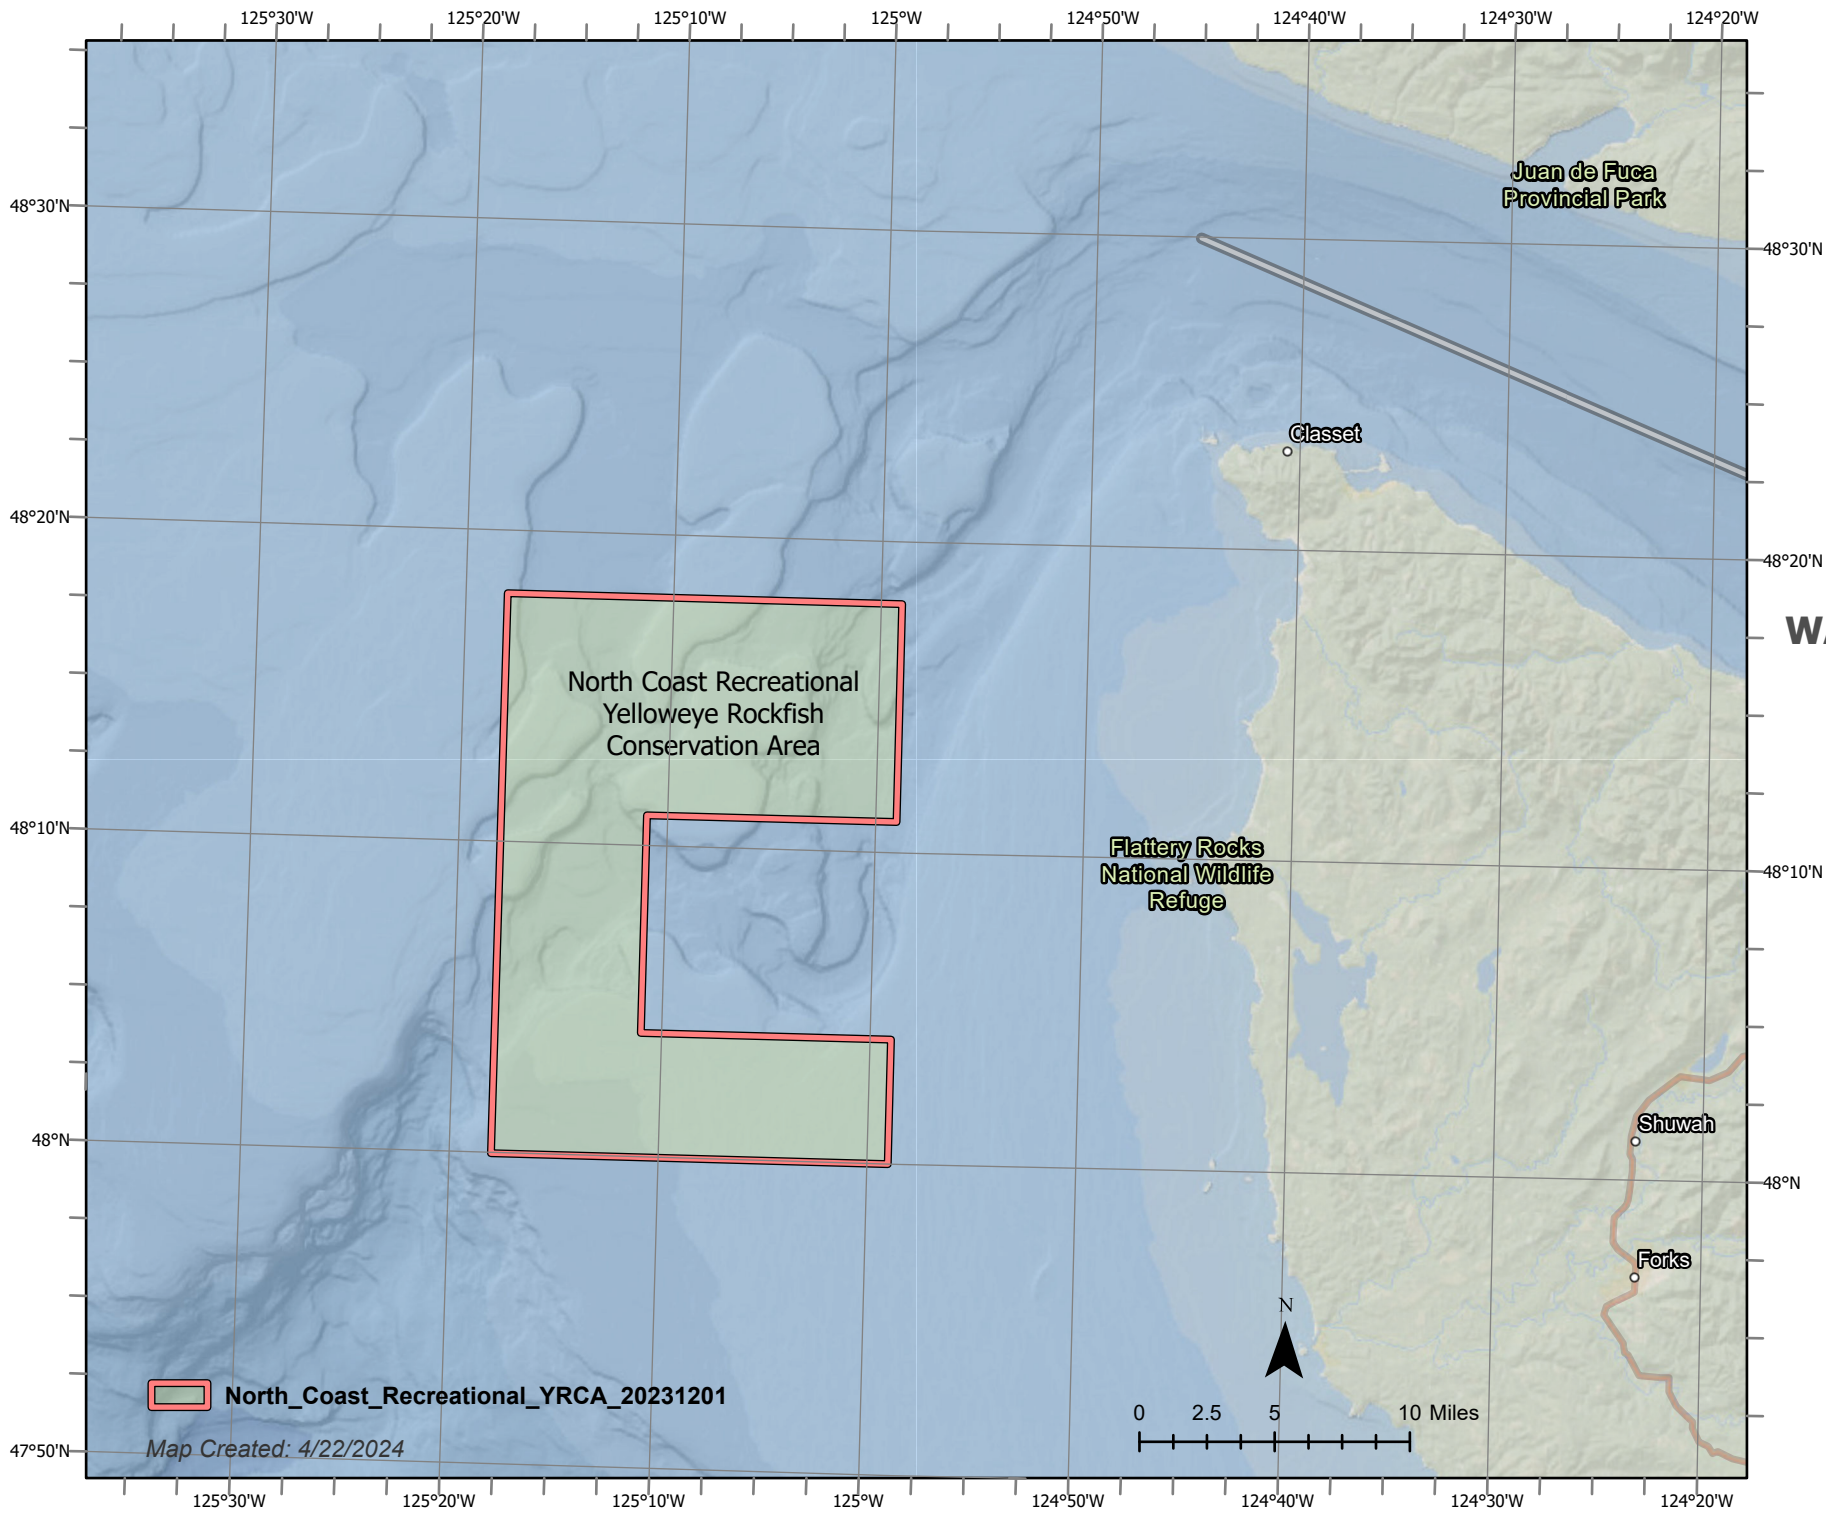 125°30'W 125°20'W 125°10'W 125°W 124°50'W 124°40'W 124°30'W 124°20'W
Juan de Fuca
Provincial Park
48°30'N
48°30'N
Classet
48°20'N
48°20'N
WA
North Coast Recreational
Yelloweye Rockfish
Conservation Area
48°10'N
Flattery Rocks
National Wildlife
Refuge
48°10'N
Shuwah
48°N
48°N
Forks
N
North_Coast_Recreational_YRCA_20231201
0 2.5 5 10 Miles
Map Created: 4/22/2024
47°50'N
125°30'W 125°20'W 125°10'W 125°W 124°50'W 124°40'W 124°30'W 124°20'W